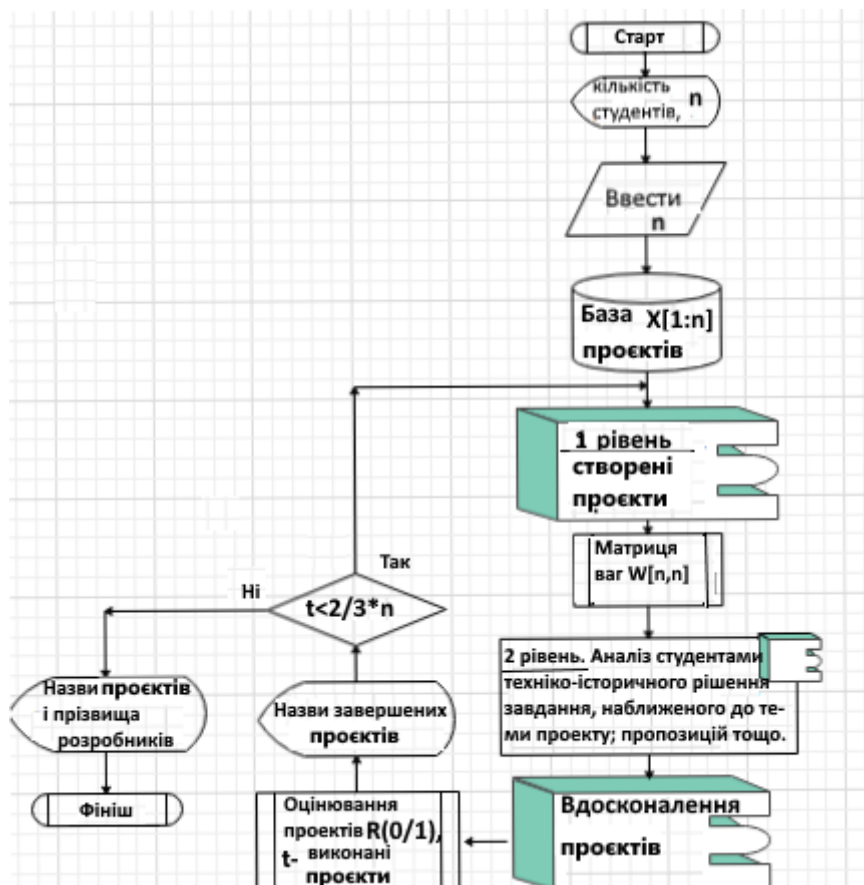 Старт
кількість
студентів, n
Ввести
n
База X[1:n]
проєктів
1 рівень
створені
проєкти
Матриця
ваг W[n,n]
2 рівень. Аналіз студентами
техніко-історичного рішення
завдання, наближеного до те-
ми проекту; пропозицій тощо.
Вдосконалення
проєктів
Оцінювання
проектів R(0/1),
t- виконані
проєкти
Назви завершених
проєктів
t<2/3*n
Так
Ні
Назви проєктів
і прізвища
розробників
Фініш